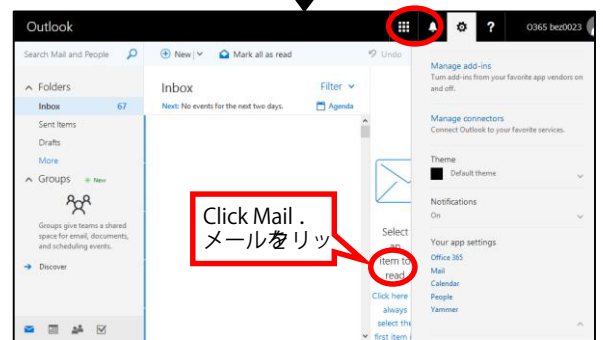 Outlook
? O365 bez0023
Search Mail and People
New
Mark all as read
Undo
Folders
Inbox 67
Sent Items
Drafts
More
Groups New
Groups give teams a shared
space for email, documents,
and scheduling events.
Discover
Inbox
Filter
Next: No events for the next two days.
Agenda
Click Mail .
メールをリッ
Select
an
item to
read
Click here
always
select the
first item
Manage add-ins
Turn add-ins from your favorite app vendors on
and off.
Manage connectors
Connect Outlook to your favorite services.
Theme
Default theme
Notifications
On
Your app settings
Office 365
Mail
Calendar
People
Yammer